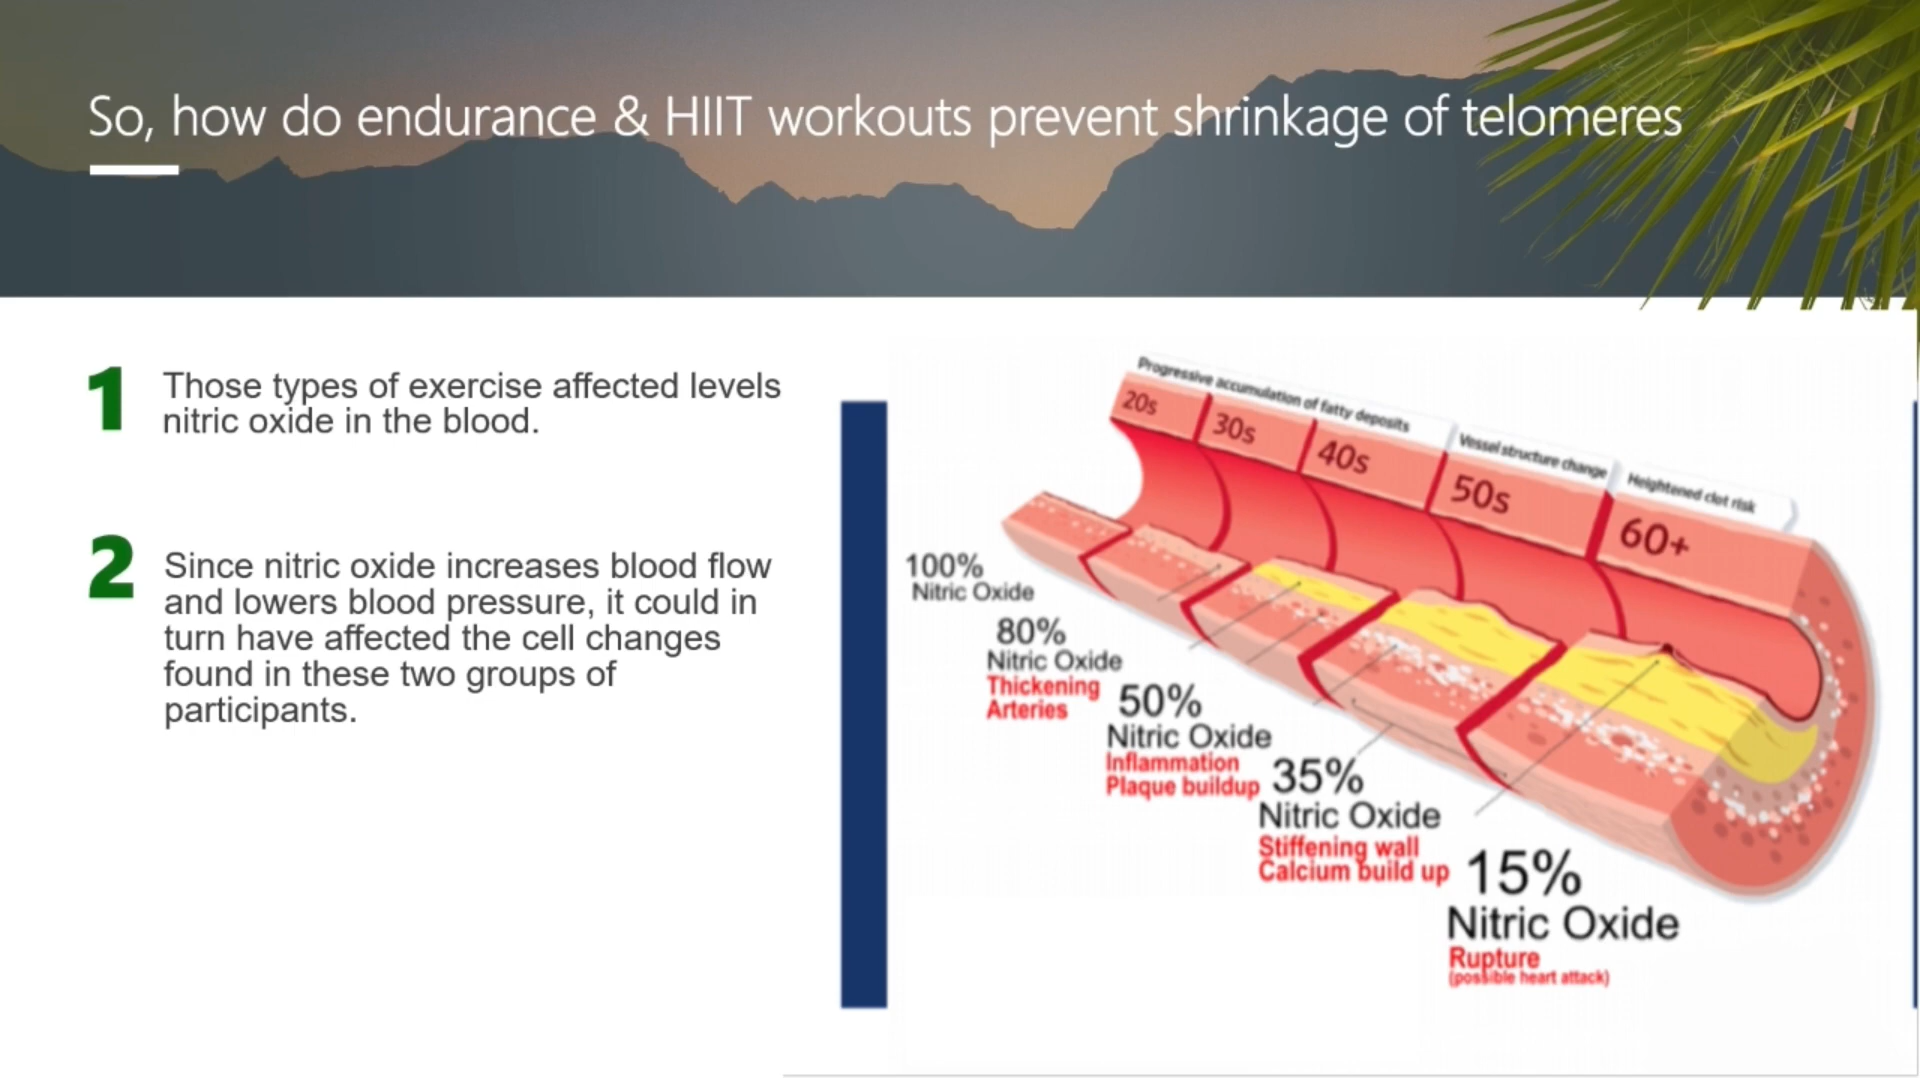 So, how do endurance & HIIT workouts prevent shrinkage of telomeres
1
Those types of exercise affected levels
nitric oxide in the blood.
2
Since nitric oxide increases blood flow
and lowers blood pressure, it could in
turn have affected the cell changes
found in these two groups of
participants.
Progressive accumulation of fatty deposits
Vessel structure change
Heightened clot risk
20s
30s
40s
50s
60+
100%
Nitric Oxide
80%
Nitric Oxide
Thickening
Arteries
50%
Nitric Oxide
Inflammation
Plaque buildup
35%
Nitric Oxide
Stiffening wall
Calcium build up
15%
Nitric Oxide
Rupture
(possible heart attack)